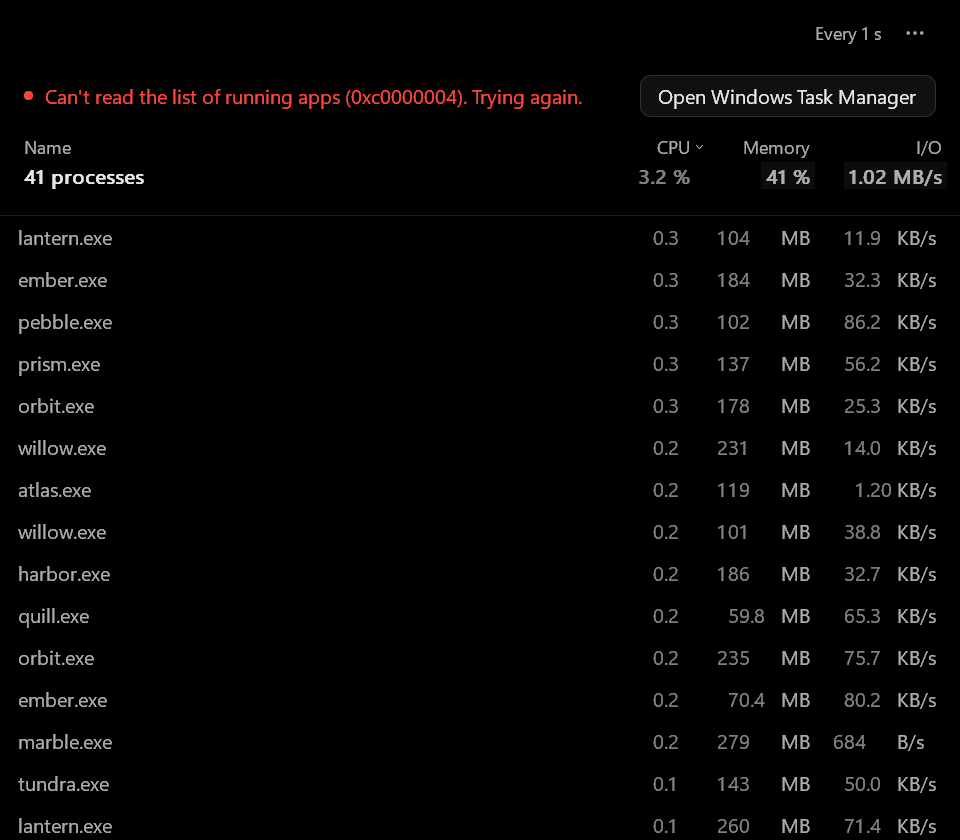 Every 1 s ···
Can't read the list of running apps (0xc0000004). Trying again. Open Windows Task Manager
Name CPU Memory I/O
41 processes 3.2 % 41 % 1.02 MB/s
lantern.exe 0.3 104 MB 11.9 KB/s
ember.exe 0.3 184 MB 32.3 KB/s
pebble.exe 0.3 102 MB 86.2 KB/s
prism.exe 0.3 137 MB 56.2 KB/s
orbit.exe 0.3 178 MB 25.3 KB/s
willow.exe 0.2 231 MB 14.0 KB/s
atlas.exe 0.2 119 MB 1.20 KB/s
willow.exe 0.2 101 MB 38.8 KB/s
harbor.exe 0.2 186 MB 32.7 KB/s
quill.exe 0.2 59.8 MB 65.3 KB/s
orbit.exe 0.2 235 MB 75.7 KB/s
ember.exe 0.2 70.4 MB 80.2 KB/s
marble.exe 0.2 279 MB 684 B/s
tundra.exe 0.1 143 MB 50.0 KB/s
lantern.exe 0.1 260 MB 71.4 KB/s